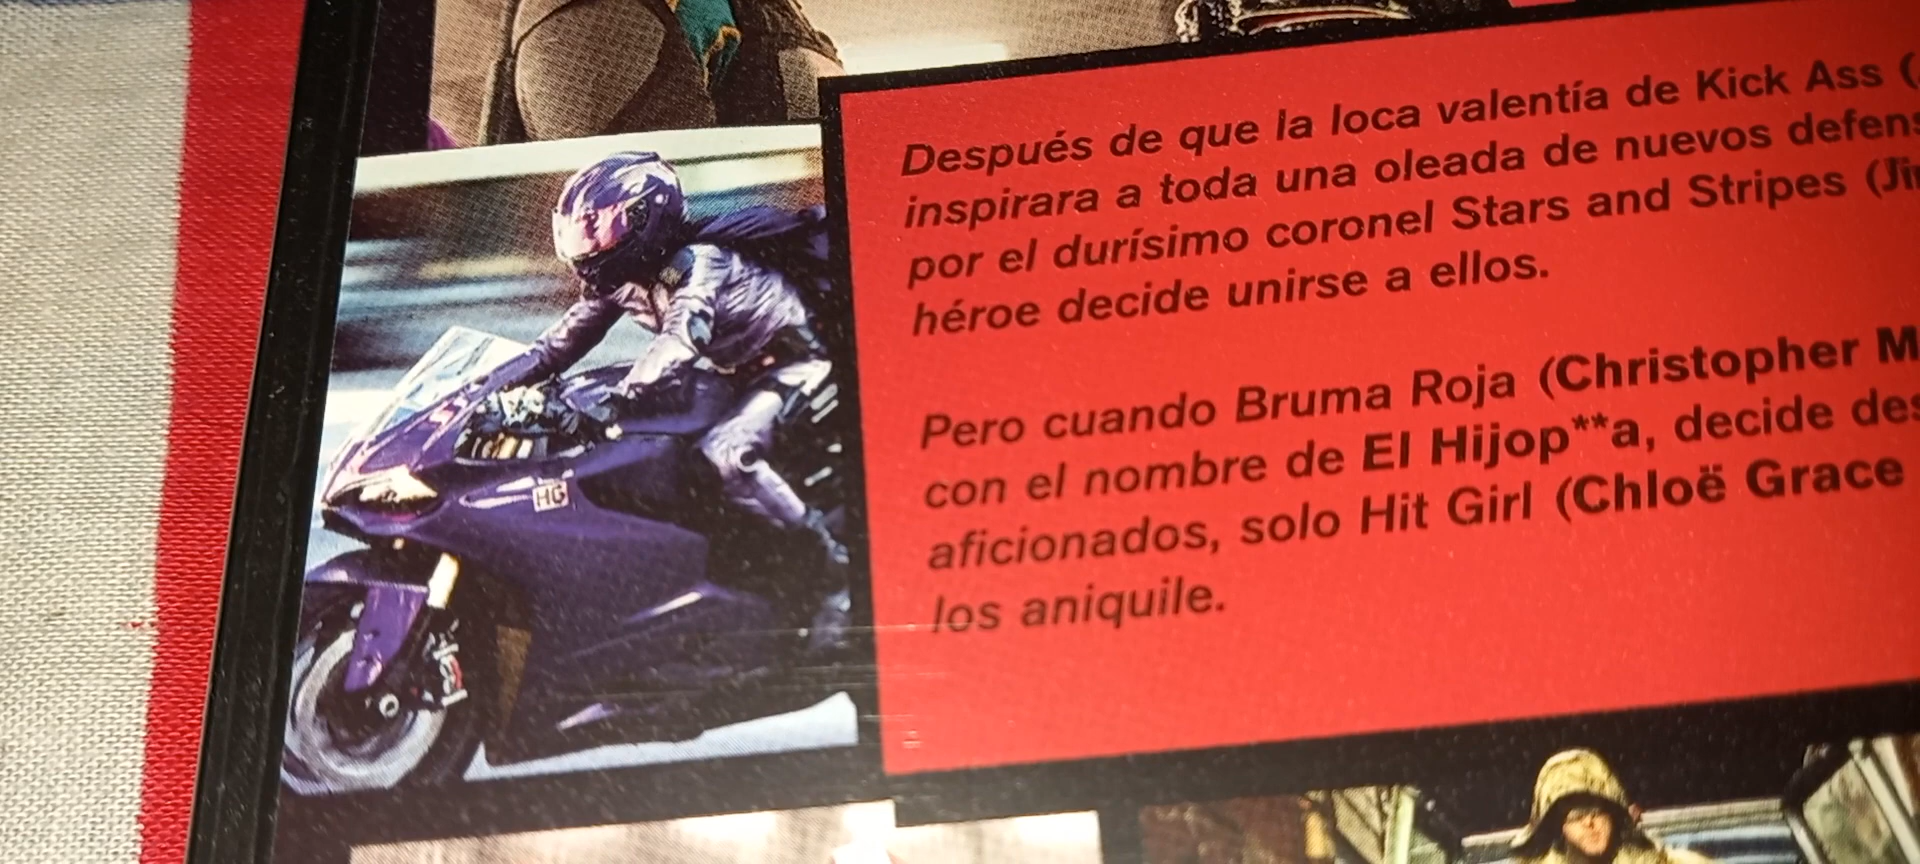 HG
Después de que la loca valentía de Kick Ass (
inspirara a toda una oleada de nuevos
por el durísimo coronel Stars and Stripes
héroe decide unirse a ellos.
Pero cuando Bruma Roja (Christopher
con el nombre de El Hijop**a, decide
aficionados, solo Hit Girl (Chloë Grace
los aniquile.